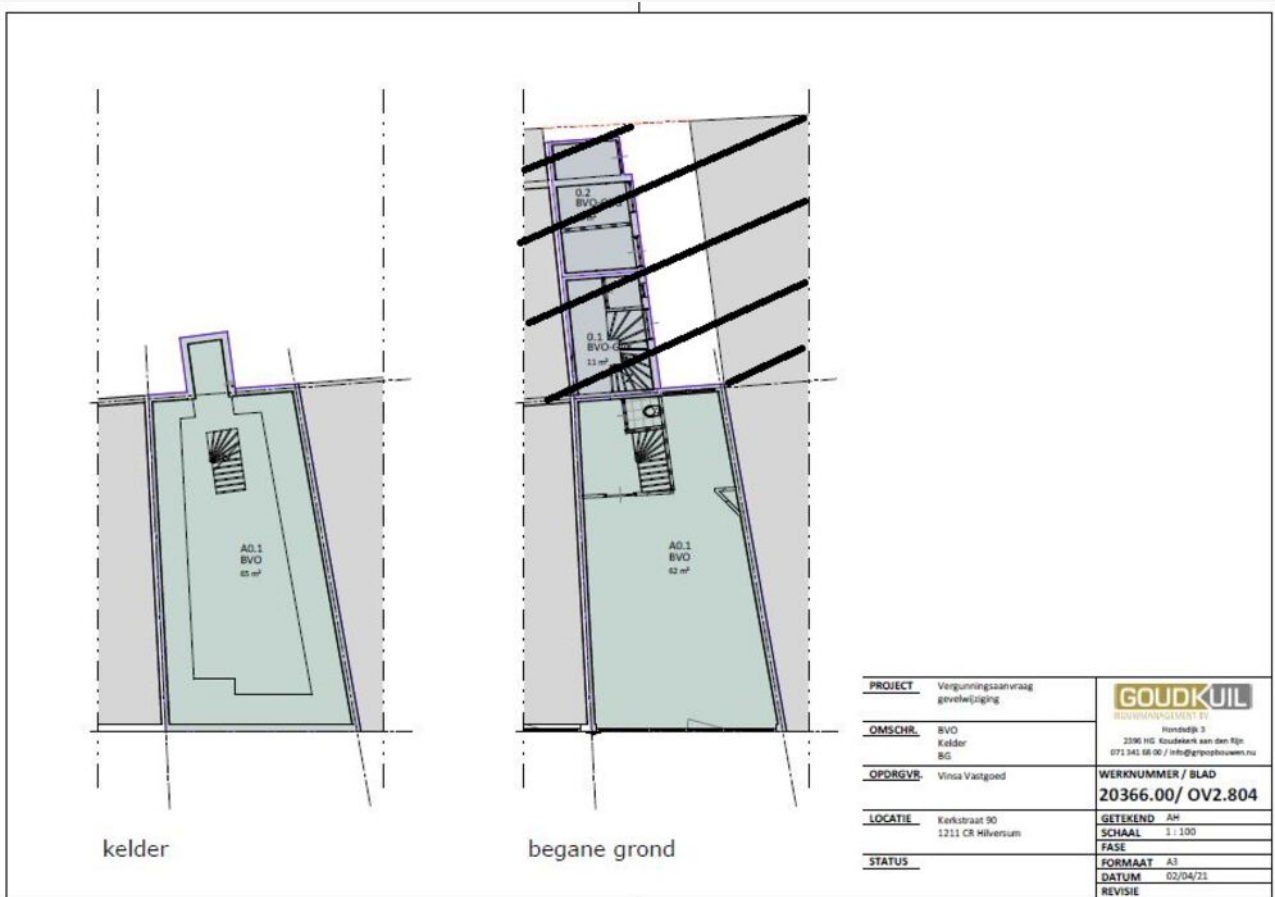 0.2
0.1
11 m²
A0.1
BVO
65 m²
A0.1
BVO
62 m²
kelder
begane grond
PROJECT Vergunningsaanvraag
gevelwijziging
OMSCHR. BVO
Kelder
BG
OPDRGVR. Vinsa Vastgoed
LOCATIE Kerkstraat 90
1211 CR Hilversum
STATUS
GOUDKUIL
BOUWMANAGEMENT BV
Hondsdijk 3
2396 HG Koudekerk aan den Rijn
071 341 68 00 / info@gripopbouwen.nu
WERKNUMMER / BLAD
20366.00/ OV2.804
GETEKEND AH
SCHAAL 1 : 100
FASE
FORMAAT A3
DATUM 02/04/21
REVISIE